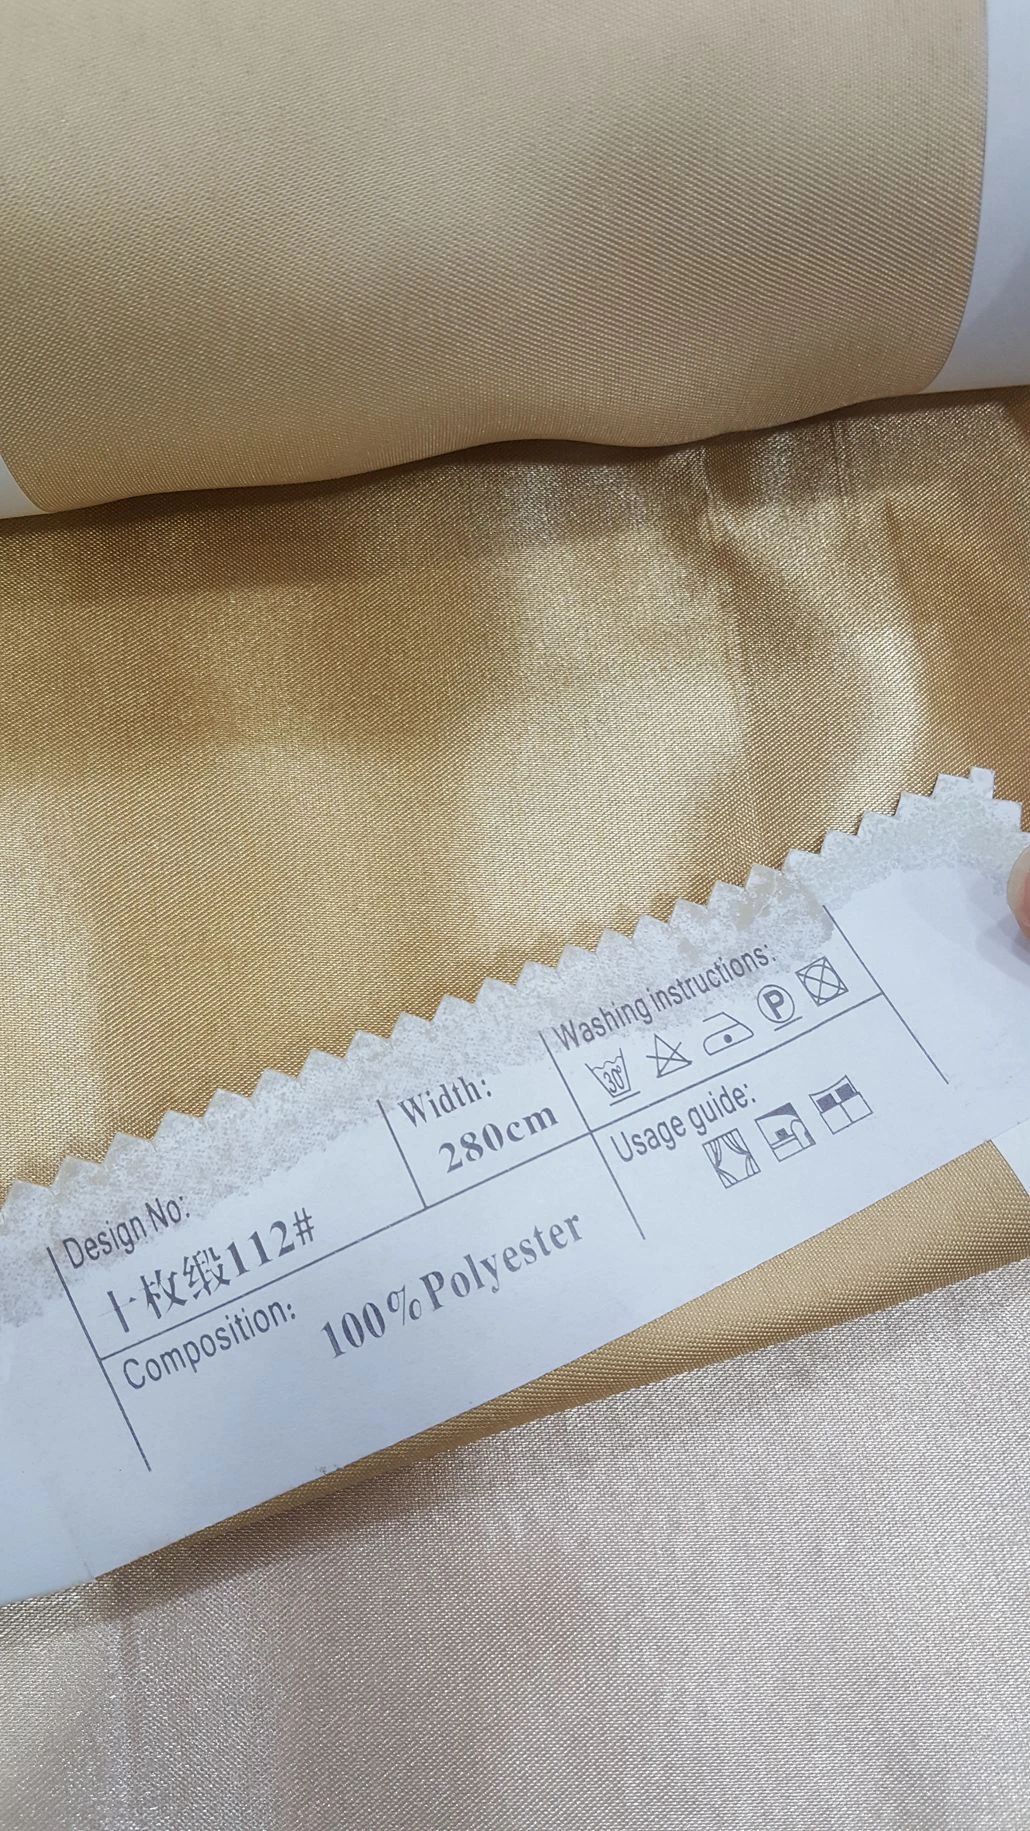 Design No:
十枚缎112#
Width:
280cm
Washing instructions:
30°
P
Composition:
100%Polyester
Usage guide: